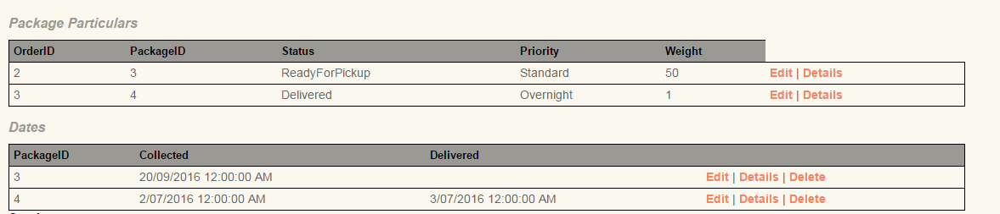 Package Particulars
OrderID PackageID Status Priority Weight
2 3 ReadyForPickup Standard 50 Edit | Details
3 4 Delivered Overnight 1 Edit | Details
Dates
PackageID Collected Delivered
3 20/09/2016 12:00:00 AM Edit | Details | Delete
4 2/07/2016 12:00:00 AM 3/07/2016 12:00:00 AM Edit | Details | Delete